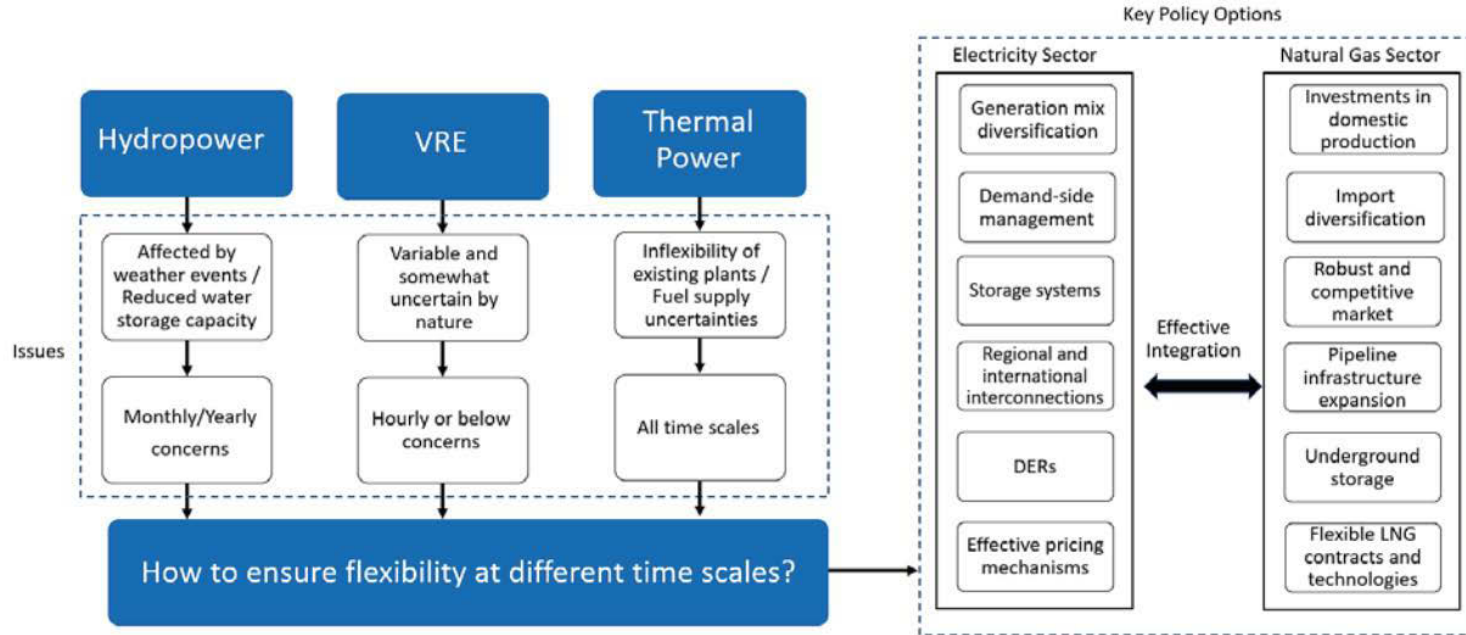 Key Policy Options
Electricity Sector
Natural Gas Sector
Hydropower
VRE
Thermal
Power
Issues
Affected by
weather events /
Reduced water
storage capacity
Variable and
somewhat
uncertain by
nature
Inflexibility of
existing plants /
Fuel supply
uncertainties
Monthly/Yearly
concerns
Hourly or below
concerns
All time scales
How to ensure flexibility at different time scales?
Generation mix
diversification
Demand-side
management
Storage systems
Regional and
international
interconnections
DERs
Effective pricing
mechanisms
Effective
Integration
Investments in
domestic
production
Import
diversification
Robust and
competitive
market
Pipeline
infrastructure
expansion
Underground
storage
Flexible LNG
contracts and
technologies